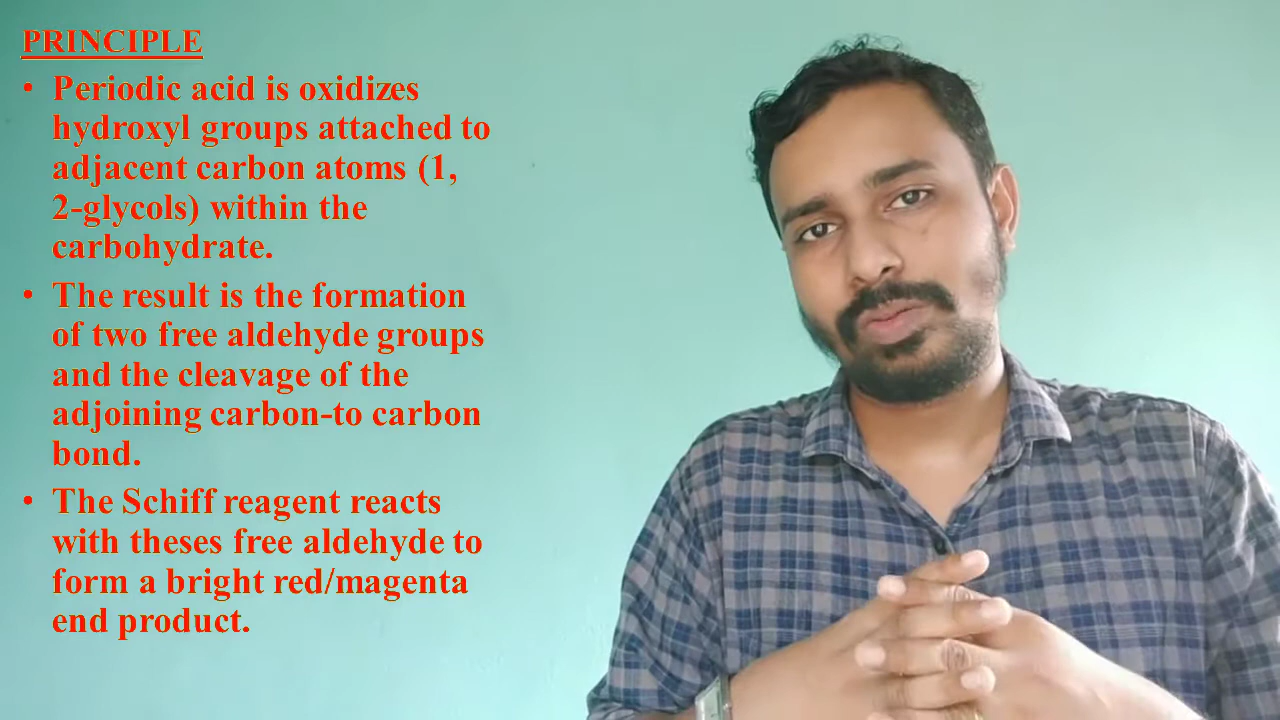 PRINCIPLE
• Periodic acid is oxidizes
hydroxyl groups attached to
adjacent carbon atoms (1,
2-glycols) within the
carbohydrate.
• The result is the formation
of two free aldehyde groups
and the cleavage of the
adjoining carbon-to carbon
bond.
• The Schiff reagent reacts
with theses free aldehyde to
form a bright red/magenta
end product.